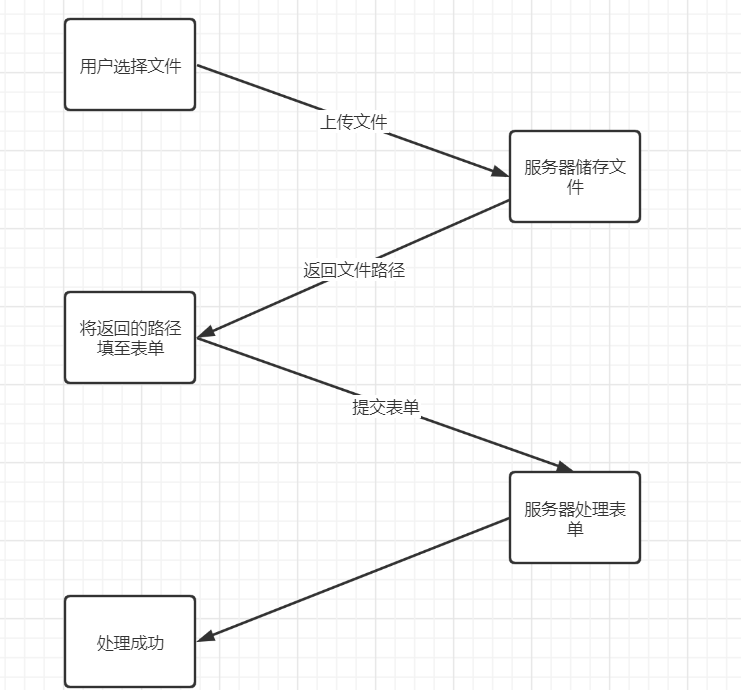 用户选择文件
上传文件
服务器储存文
件
返回文件路径
将返回的路径
填至表单
提交表单
服务器处理表
单
处理成功